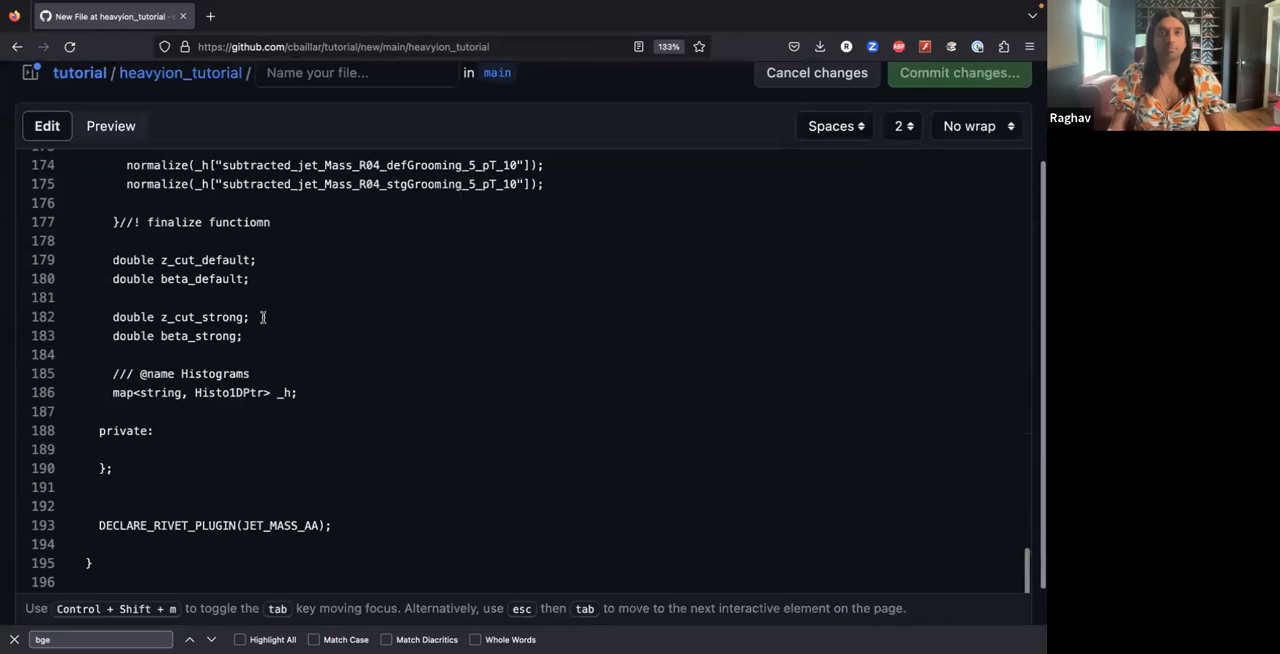 New File at heavyion_tutorial - c
https://github.com/cbaillar/tutorial/new/main/heavyion_tutorial
133%
tutorial / heavyion_tutorial / Name your file... in main
Cancel changes
Commit changes...
Raghav
Edit
Preview
Spaces
2
No wrap
174 normalize(_h["subtracted_jet_Mass_R04_defGrooming_5_pT_10"]);
175 normalize(_h["subtracted_jet_Mass_R04_stgGrooming_5_pT_10"]);
176
177 }//! finalize functiomn
178
179 double z_cut_default;
180 double beta_default;
181
182 double z_cut_strong;
183 double beta_strong;
184
185 /// @name Histograms
186 map<string, Histo1DPtr> _h;
187
188 private:
189
190 };
191
192
193 DECLARE_RIVET_PLUGIN(JET_MASS_AA);
194
195 }
196
Use Control + Shift + m to toggle the tab key moving focus. Alternatively, use esc then tab to move to the next interactive element on the page.
bge
Highlight All
Match Case
Match Diacritics
Whole Words